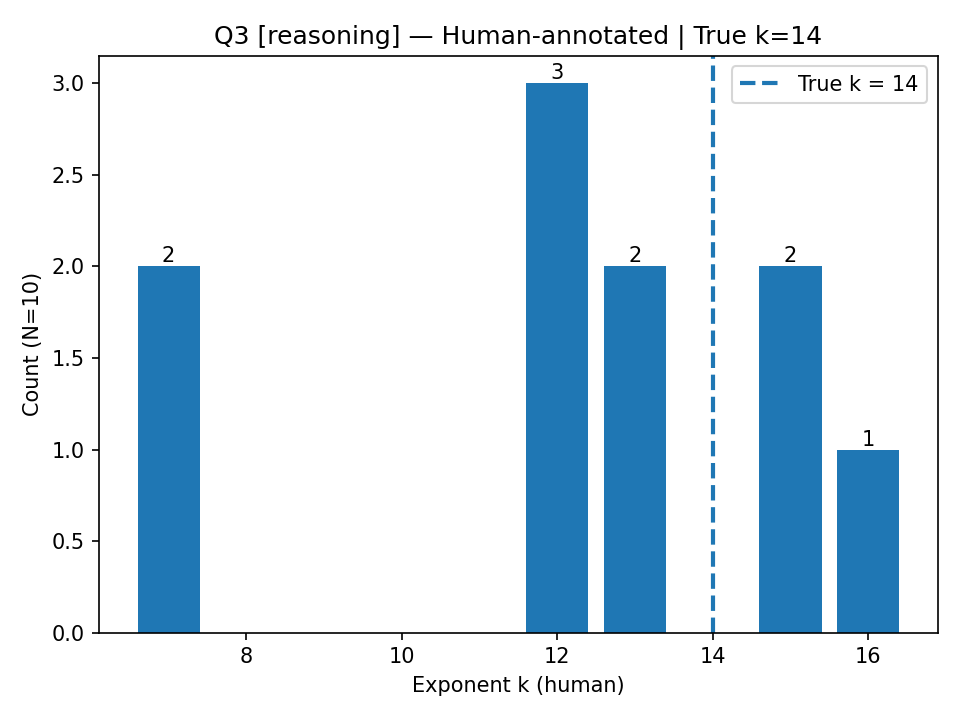 Q3 [reasoning] — Human-annotated | True k=14
True k = 14
3
2
2
2
1
3.0
2.5
2.0
1.5
1.0
0.5
0.0
Count (N=10)
8 10 12 14 16
Exponent k (human)